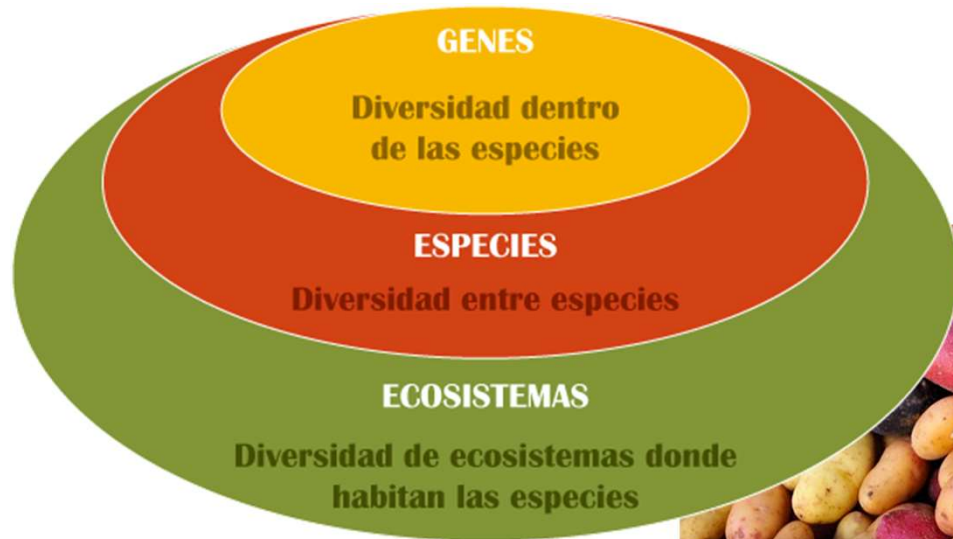 GENES
Diversidad dentro
de las especies
ESPECIES
Diversidad entre especies
ECOSISTEMAS
Diversidad de ecosistemas donde
habitan las especies